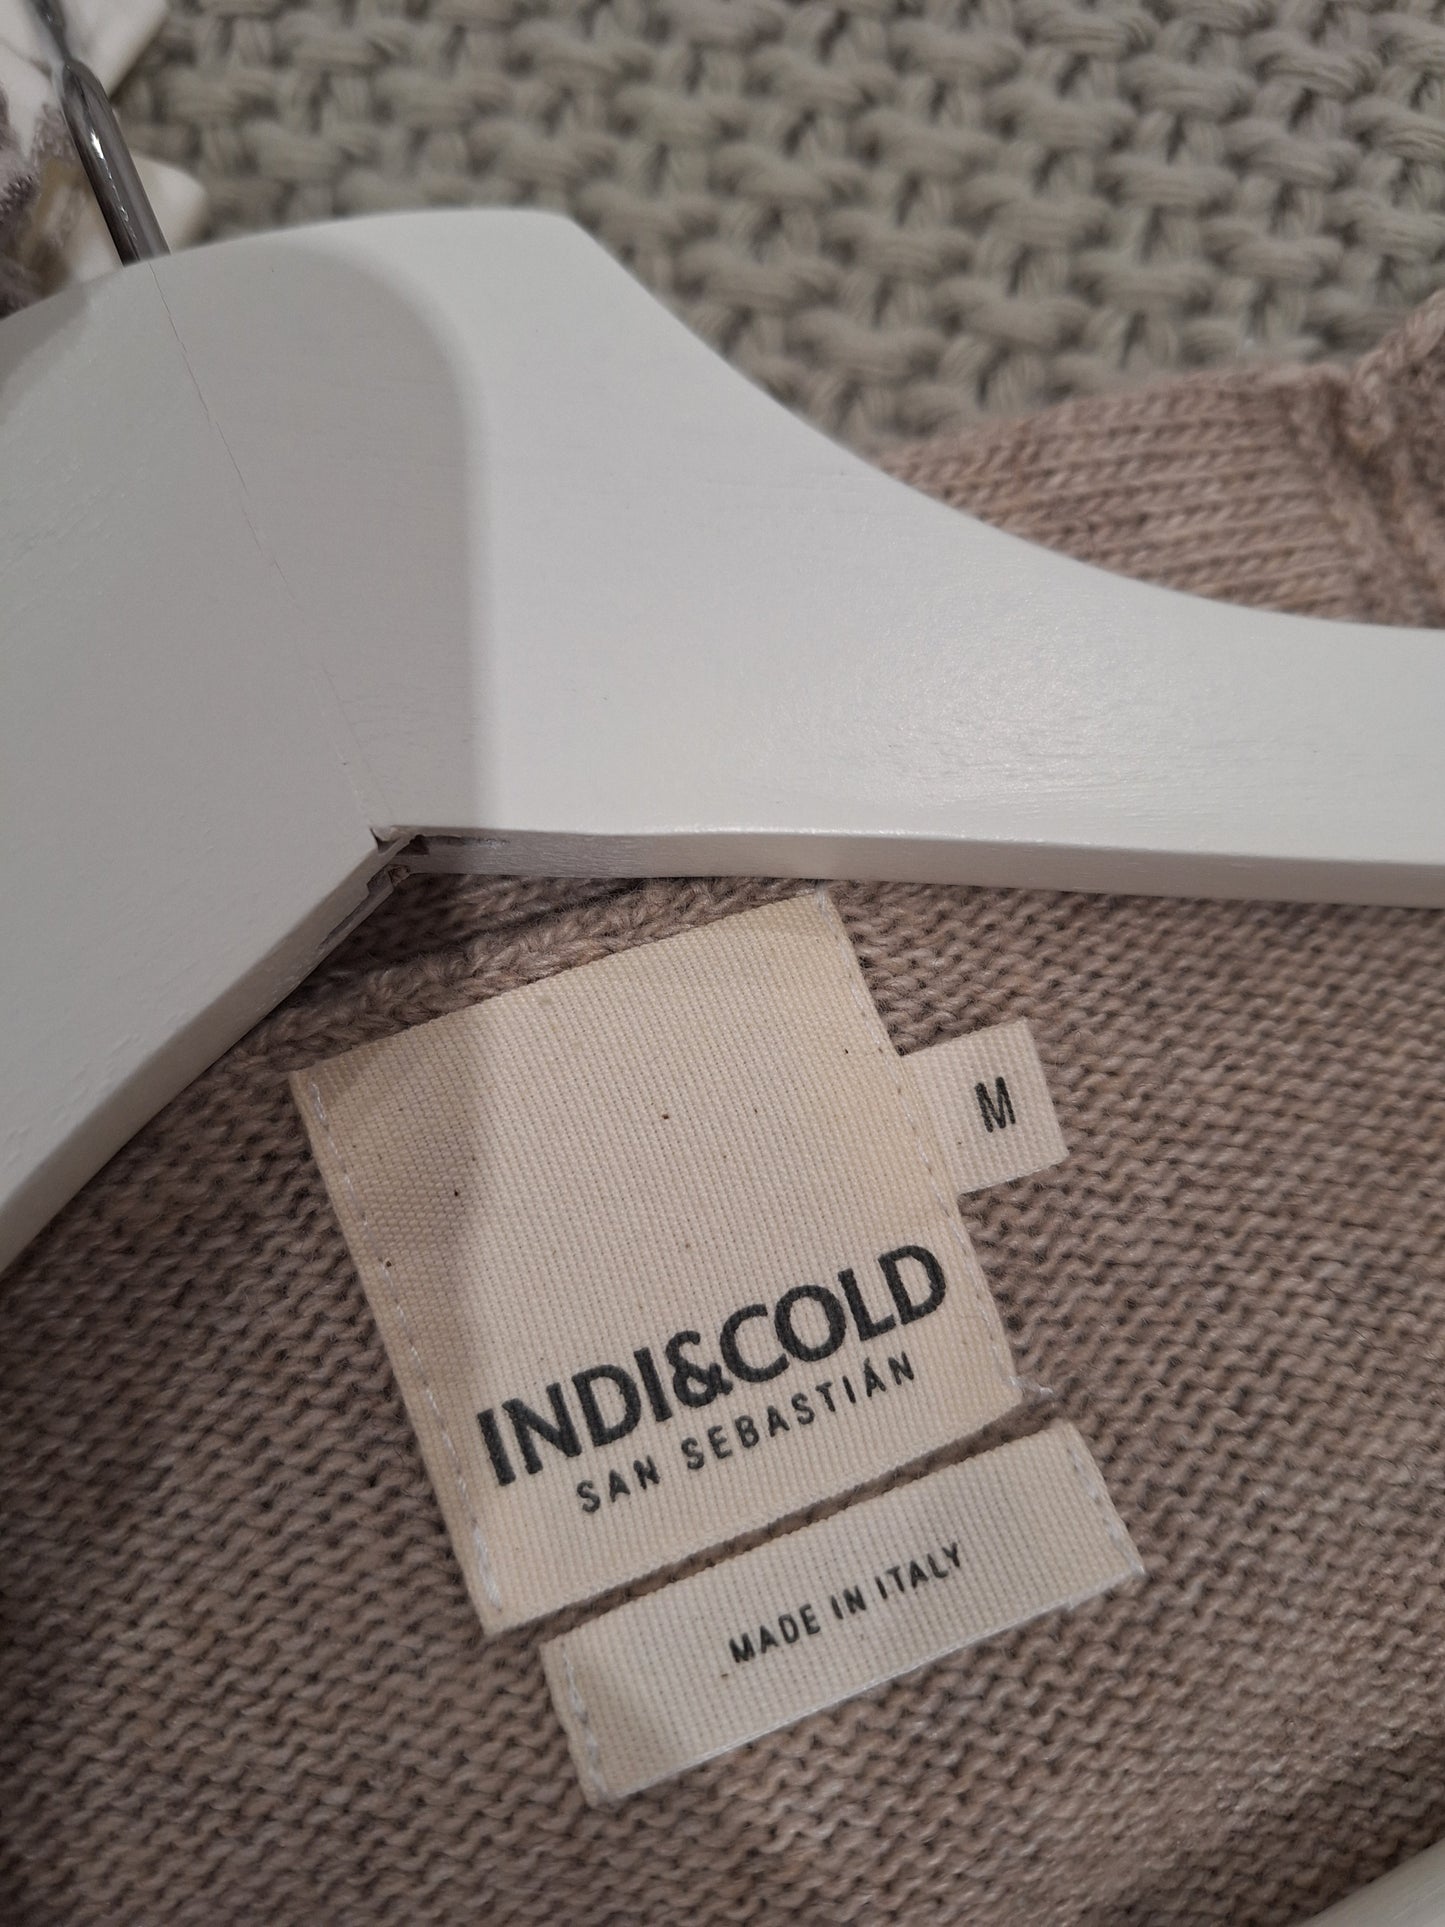 M
INDI&COLD
SAN SEBASTIÁN
MADE IN ITALY